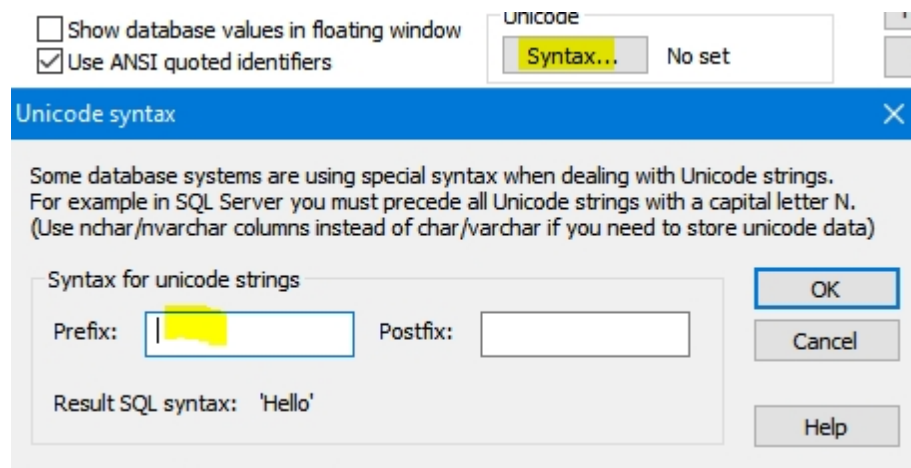 Show database values in floating window
Unicode
Use ANSI quoted identifiers
Syntax... No set
Unicode syntax
Some database systems are using special syntax when dealing with Unicode strings.
For example in SQL Server you must precede all Unicode strings with a capital letter N.
(Use nchar/nvarchar columns instead of char/varchar if you need to store unicode data)
Syntax for unicode strings
OK
Prefix: Postfix:
Cancel
Result SQL syntax: 'Hello'
Help